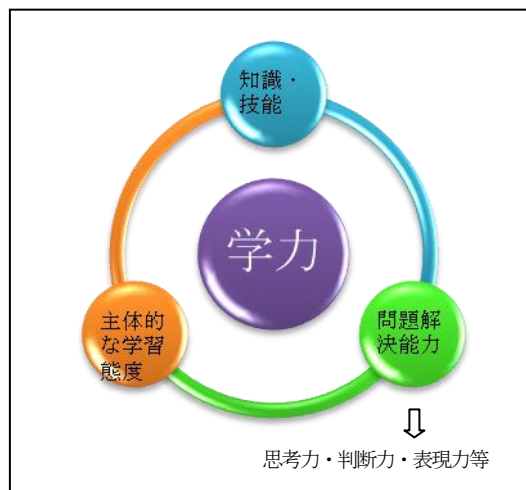 知識・
技能
学力
主体的
な学習
態度
問題解
決能力
思考力・判断力・表現力等